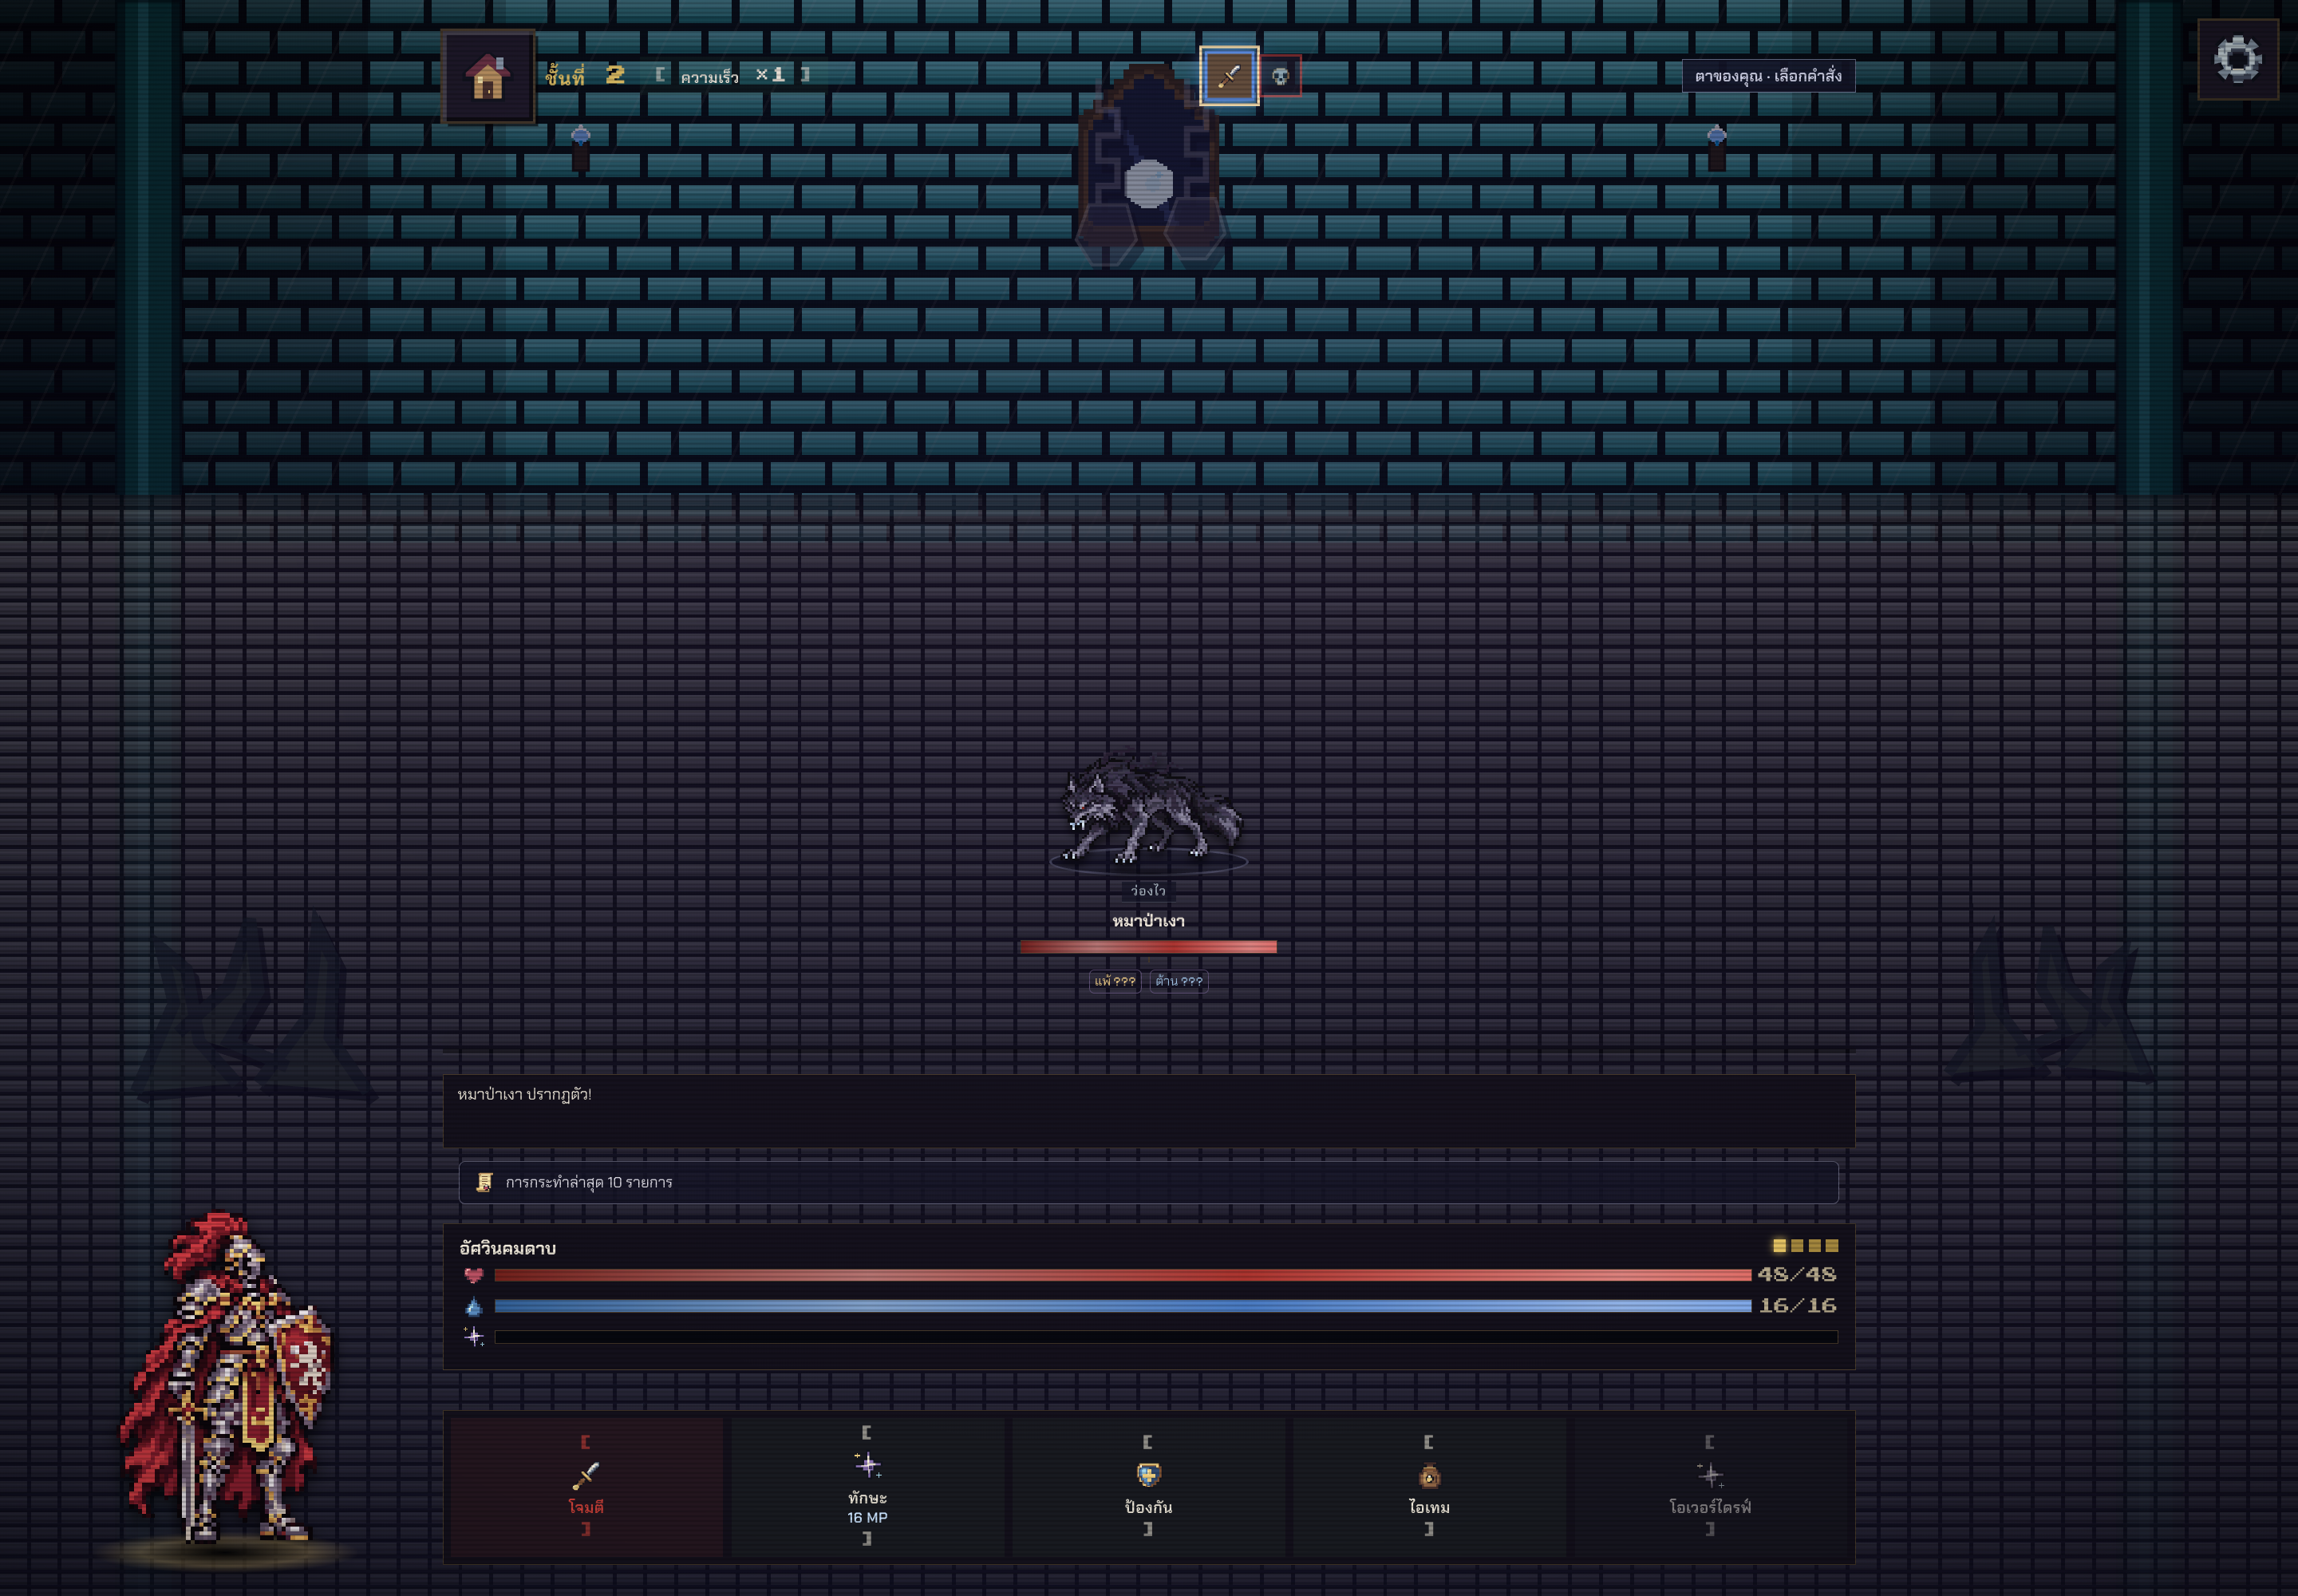 ชั้นที่ 2 [ ความเร็ว ×1 ]
ตาของคุณ · เลือกคำสั่ง
ว่องไว
หมาป่าเงา
แพ้ ??? ต้าน ???
หมาป่าเงา ปรากฏตัว!
การกระทำล่าสุด 10 รายการ
อัศวินคมดาบ
48/48
16/16
[ โจมตี ]
[ ทักษะ 16 MP ]
[ ป้องกัน ]
[ ไอเทม ]
[ โอเวอร์ไดรฟ์ ]